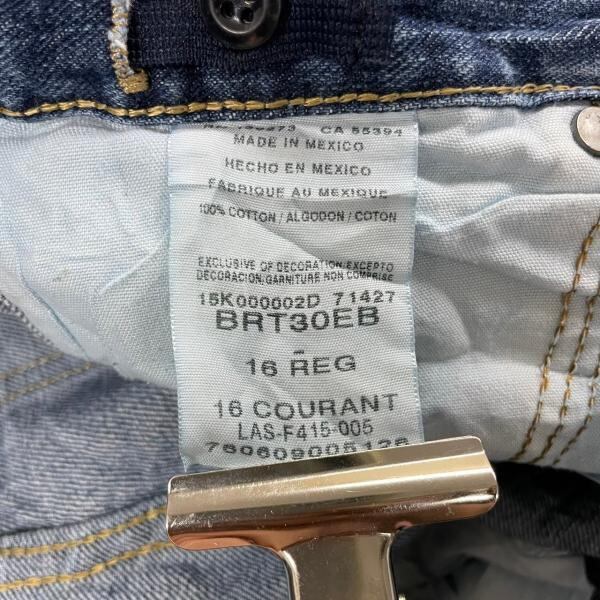 CA 55394
MADE IN MEXICO
HECHO EN MEXICO
FABRIQUE AU MEXIQUE
100% COTTON / ALGODON / COTON
EXCLUSIVE OF DECORATION/EXCEPTO
DECORACION/GARNITURE NON COMPRISE
15K000002D 71427
BRT30EB
-
16 REG
16 COURANT
LAS-F415-005